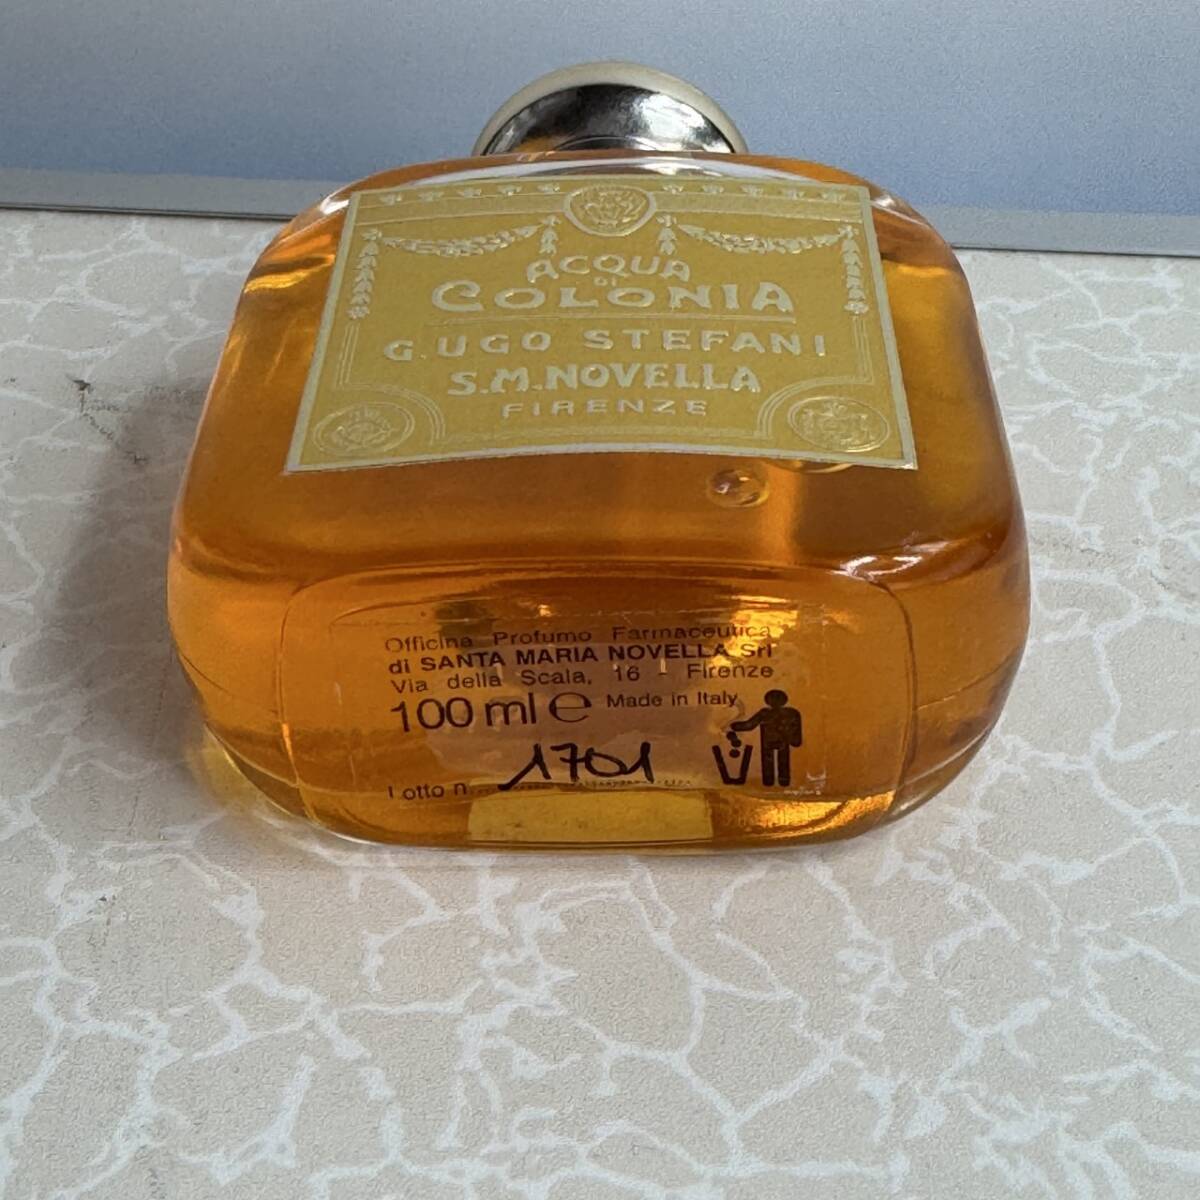 ACQUA
DI
COLONIA
G. UGO STEFANI
S.M. NOVELLA
FIRENZE
Officina Profumo Farmaceutica
di SANTA MARIA NOVELLA Srl
Via della Scala, 16 - Firenze
100 ml ℮ Made in Italy
Lotto n. 1701